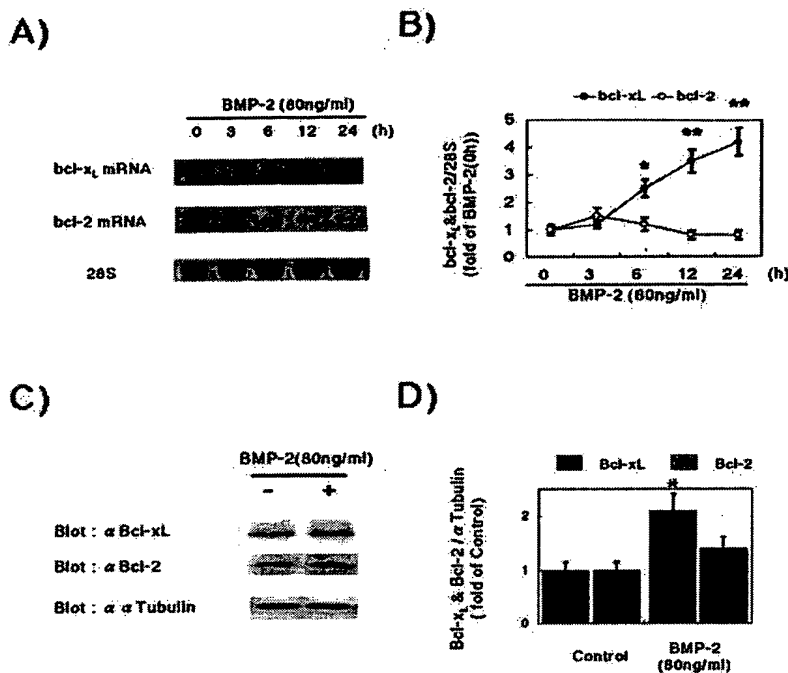 A)
BMP-2 (80ng/ml)
0 3 6 12 24 (h)
bcl-xL mRNA
bcl-2 mRNA
28S
B)
bcl-xL bcl-2
bcl-xL&bcl-2/28S
(fold of BMP-2(0h))
5
4
3
2
1
0
* ** **
0 3 6 12 24 (h)
BMP-2 (80ng/ml)
C)
BMP-2(80ng/ml)
- +
Blot : α Bcl-xL
Blot : α Bcl-2
Blot : α α Tubulin
D)
Bcl-xL Bcl-2
Bcl-xL & Bcl-2 / α Tubulin
( fold of Control)
2
1
0
*
Control BMP-2
(80ng/ml)